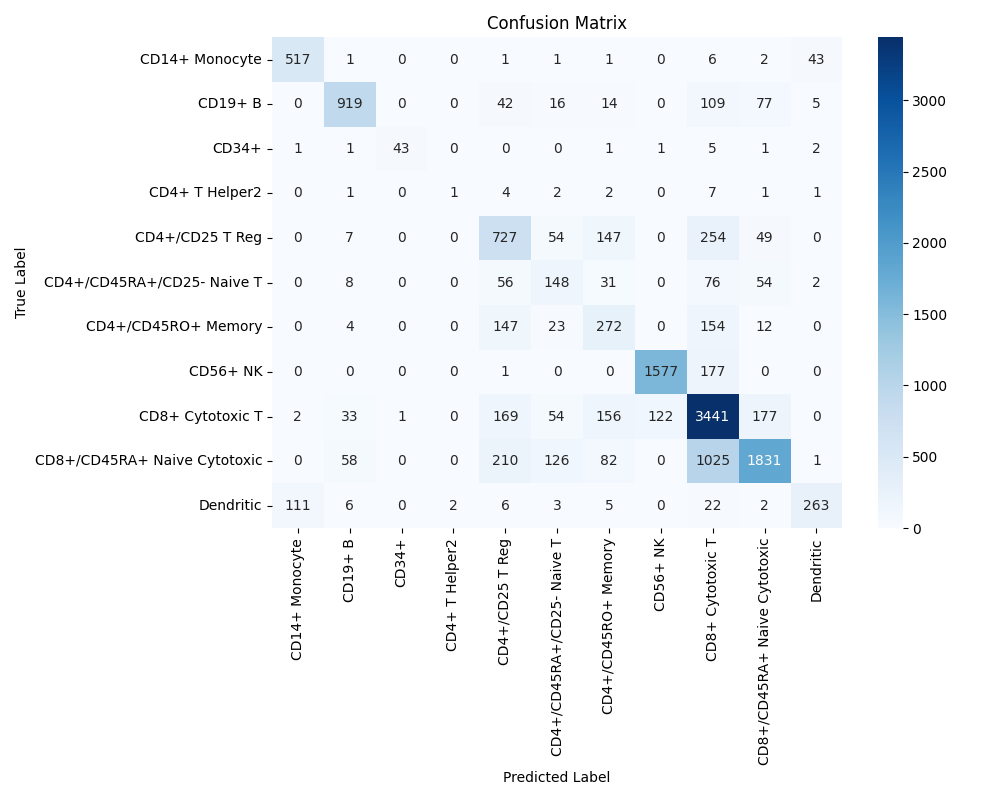 Confusion Matrix
True Label
CD14+ Monocyte 517 1 0 0 1 1 1 0 6 2 43
CD19+ B 0 919 0 0 42 16 14 0 109 77 5
CD34+ 1 1 43 0 0 0 1 1 5 1 2
CD4+ T Helper2 0 1 0 1 4 2 2 0 7 1 1
CD4+/CD25 T Reg 0 7 0 0 727 54 147 0 254 49 0
CD4+/CD45RA+/CD25- Naive T 0 8 0 0 56 148 31 0 76 54 2
CD4+/CD45RO+ Memory 0 4 0 0 147 23 272 0 154 12 0
CD56+ NK 0 0 0 0 1 0 0 1577 177 0 0
CD8+ Cytotoxic T 2 33 1 0 169 54 156 122 3441 177 0
CD8+/CD45RA+ Naive Cytotoxic 0 58 0 0 210 126 82 0 1025 1831 1
Dendritic 111 6 0 2 6 3 5 0 22 2 263
CD14+ Monocyte
CD19+ B
CD34+
CD4+ T Helper2
CD4+/CD25 T Reg
CD4+/CD45RA+/CD25- Naive T
CD4+/CD45RO+ Memory
CD56+ NK
CD8+ Cytotoxic T
CD8+/CD45RA+ Naive Cytotoxic
Dendritic
Predicted Label
3000
2500
2000
1500
1000
500
0